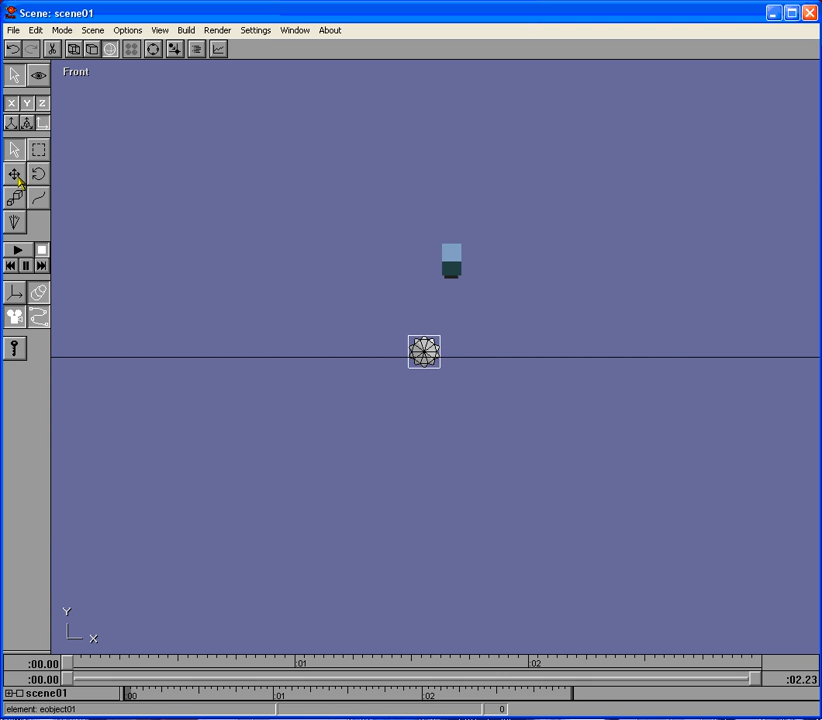 Scene: scene01
File Edit Mode Scene Options View Build Render Settings Window About
Front
X Y Z
Y
X
:00.00 :01 :02
:00.00 :02.23
scene01 :00 :01 :02
element: eobject01 0